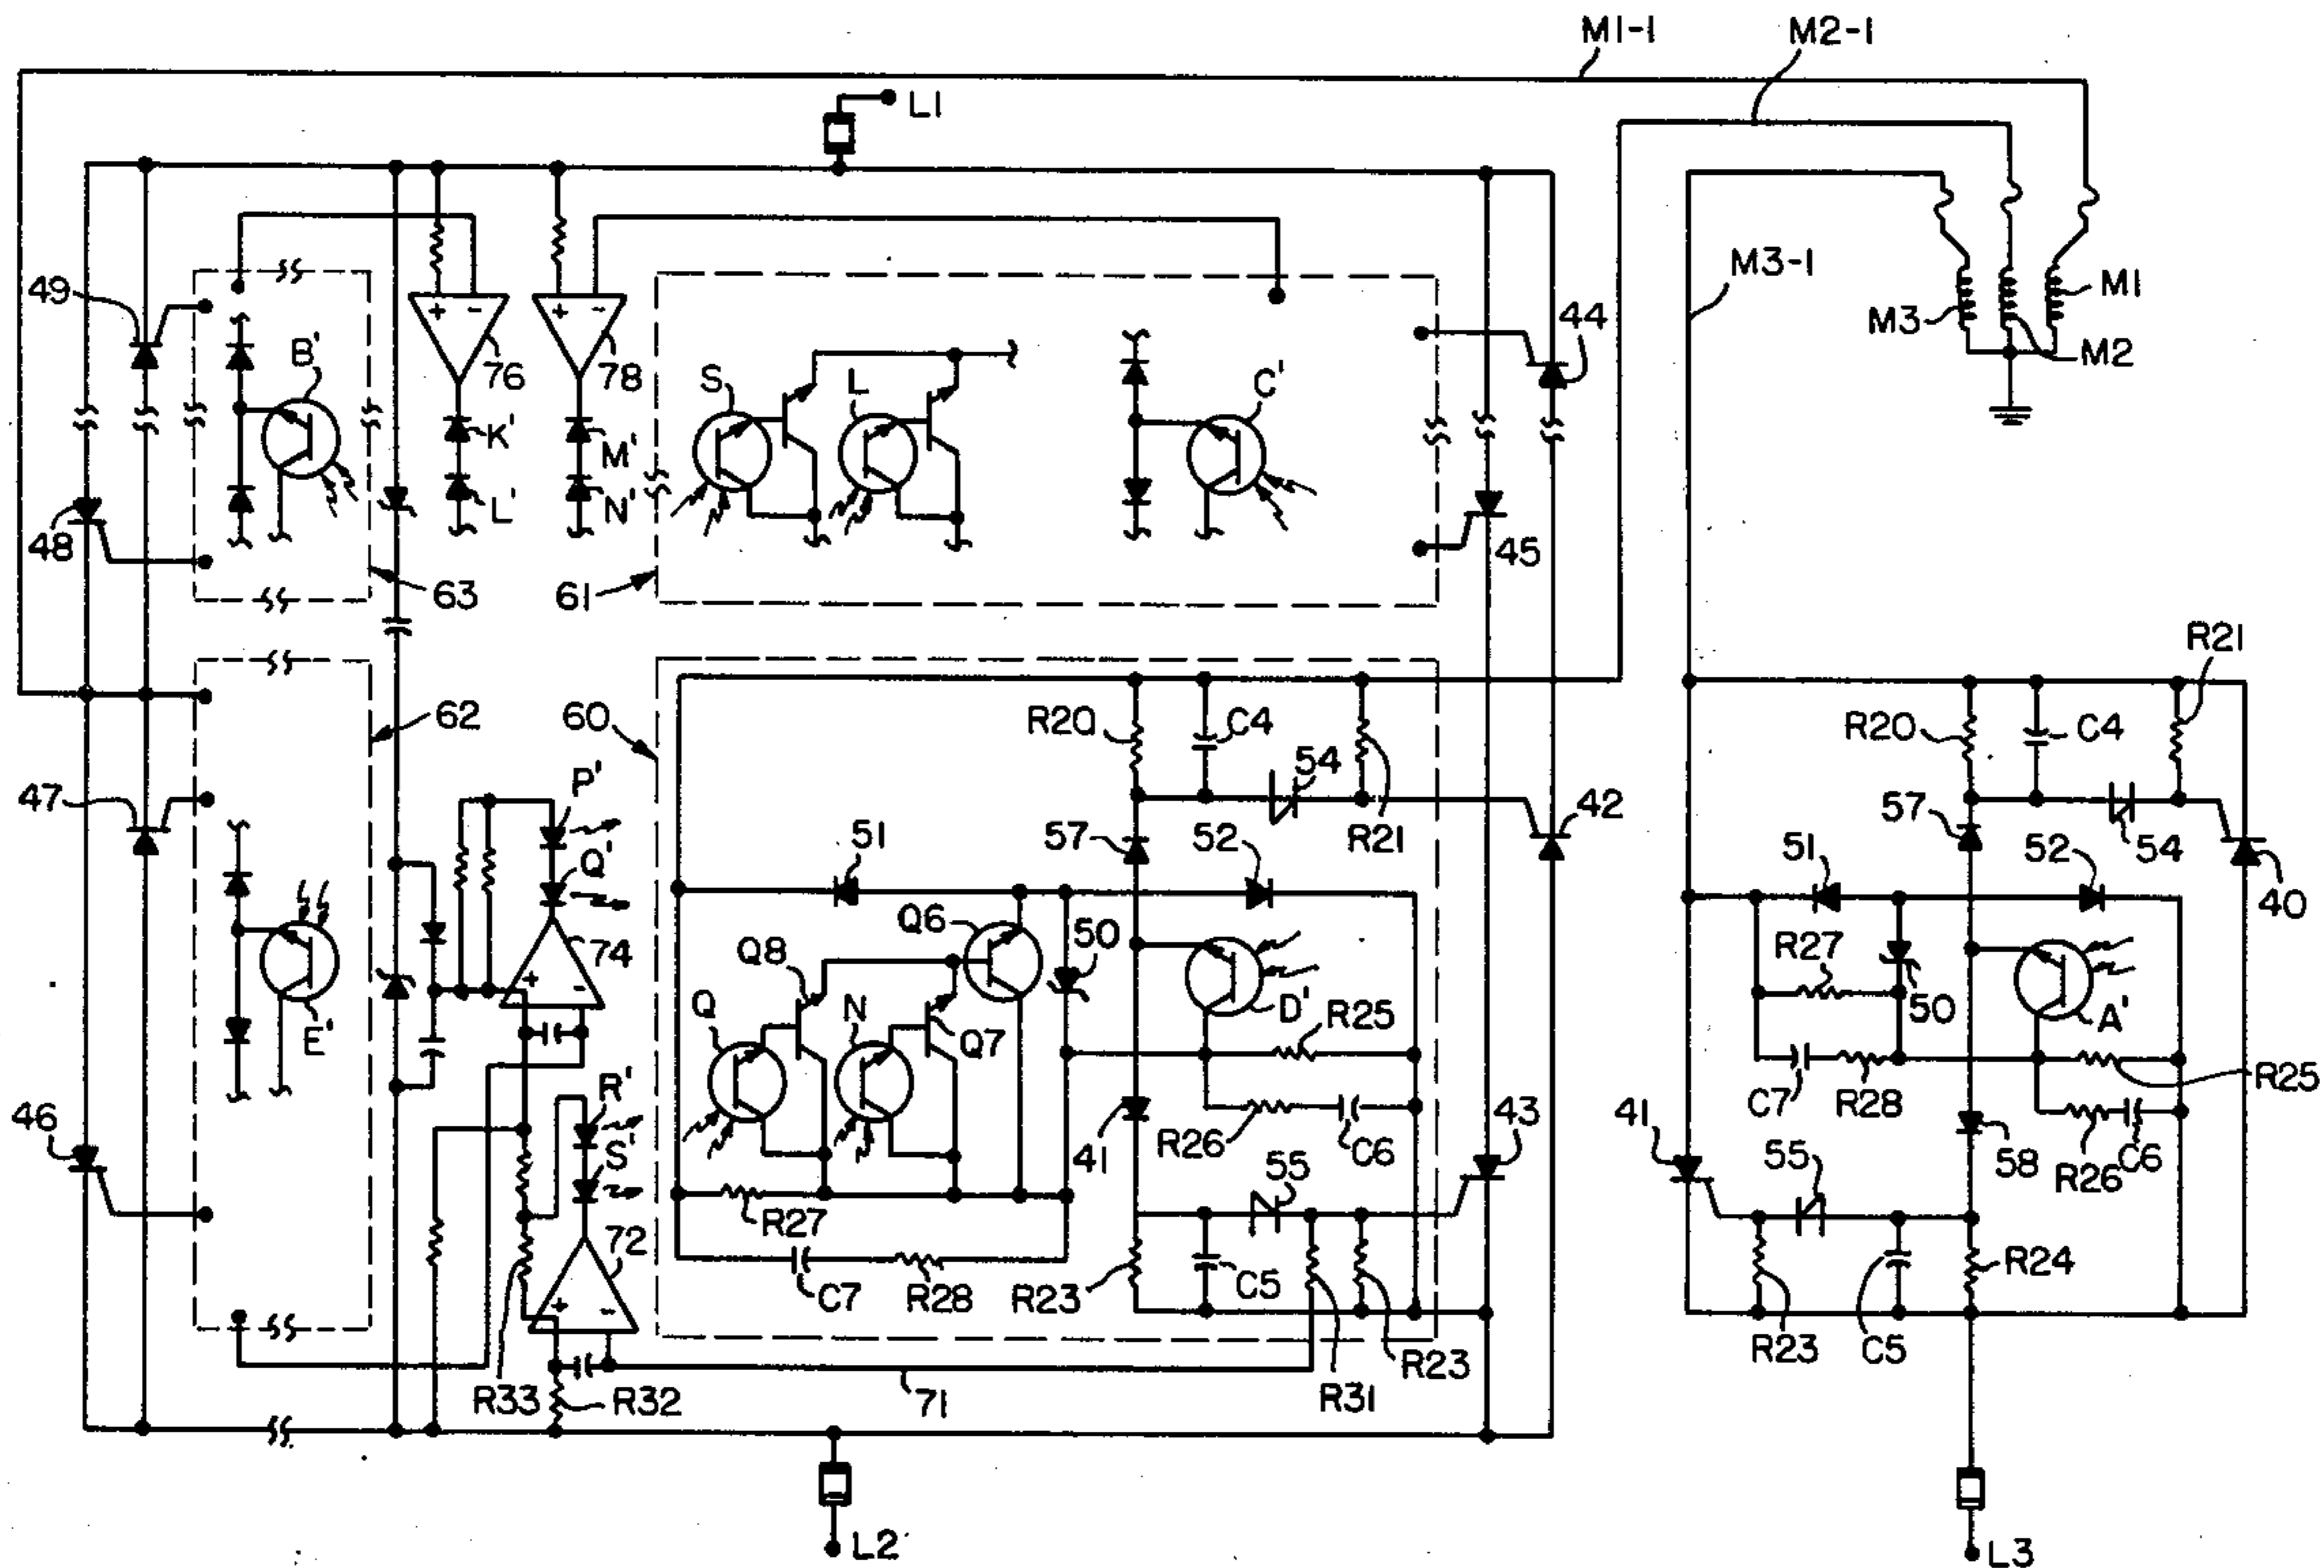 M1-1
M2-1
L1
49
B'
+ -
76
+ -
78
K'
L'
M'
N'
S
L
C'
44
M3-1
M3
M1
M2
48
63
61
45
R21
62
60
R20
C4
54
R20
C4
47
P'
Q'
51
57
52
R21
42
57
54
51
52
40
E'
74
+ -
Q8
Q6
50
Q
N
Q7
D'
R25
R27
50
A'
R25
46
R'
S'
41
R26
C6
43
C7
R28
41
55
58
R26
C6
R27
55
72
+ -
C7
R28
R23
C5
R24
R33
R32
71
R31
R23
R23
C5
L2
L3